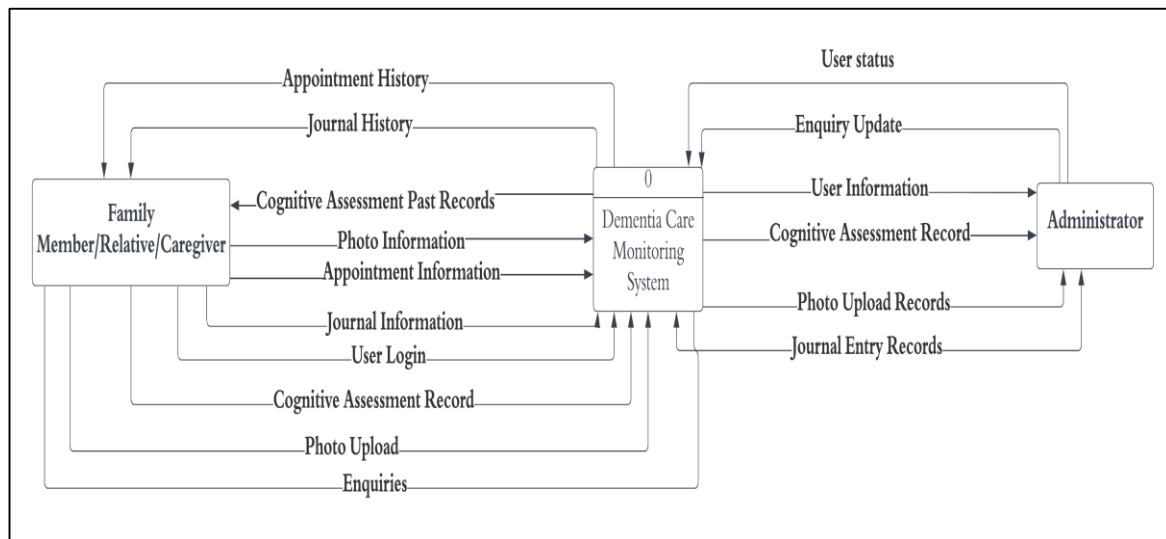 User status
Appointment History
Journal History
Enquiry Update
0
Cognitive Assessment Past Records
User Information
Family
Member/Relative/Caregiver
Dementia Care
Monitoring
System
Administrator
Photo Information
Cognitive Assessment Record
Appointment Information
Photo Upload Records
Journal Information
Journal Entry Records
User Login
Cognitive Assessment Record
Photo Upload
Enquiries